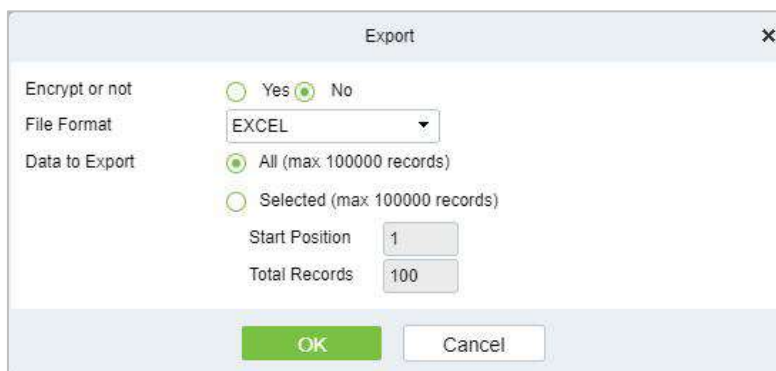 Export
Encrypt or not Yes No
File Format EXCEL
Data to Export All (max 100000 records)
Selected (max 100000 records)
Start Position 1
Total Records 100
OK Cancel